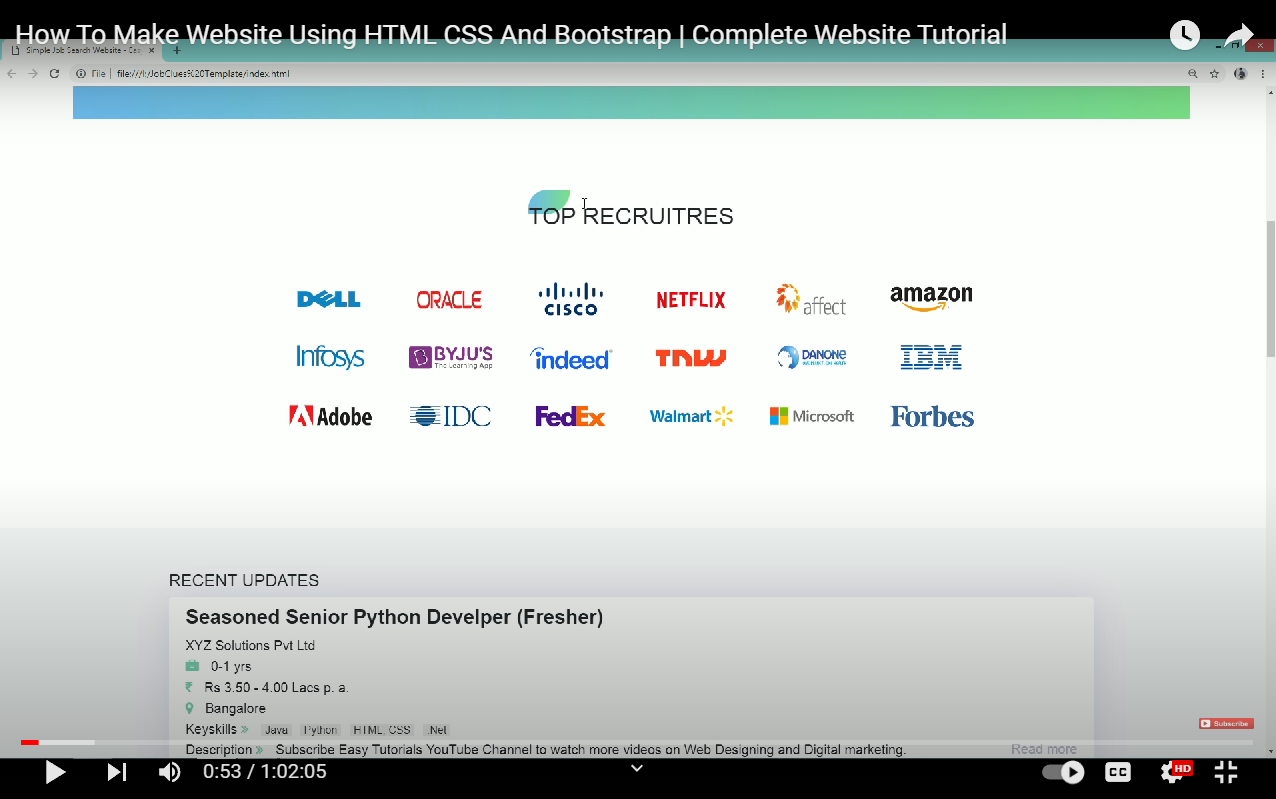 How To Make Website Using HTML CSS And Bootstrap | Complete Website Tutorial
Simple Job Search Website - Eas
File file:///I:/JobClues%20Template/index.html
TOP RECRUITRES
DELL ORACLE CISCO NETFLIX affect amazon
Infosys BYJU'S The Learning App indeed TNW DANONE IBM
Adobe IDC FedEx Walmart Microsoft Forbes
RECENT UPDATES
Seasoned Senior Python Develper (Fresher)
XYZ Solutions Pvt Ltd
0-1 yrs
₹ Rs 3.50 - 4.00 Lacs p. a.
Bangalore
Keyskills » Java Python HTML, CSS .Net
Subscribe
Description » Subscribe Easy Tutorials YouTube Channel to watch more videos on Web Designing and Digital marketing. Read more
0:53 / 1:02:05 CC HD